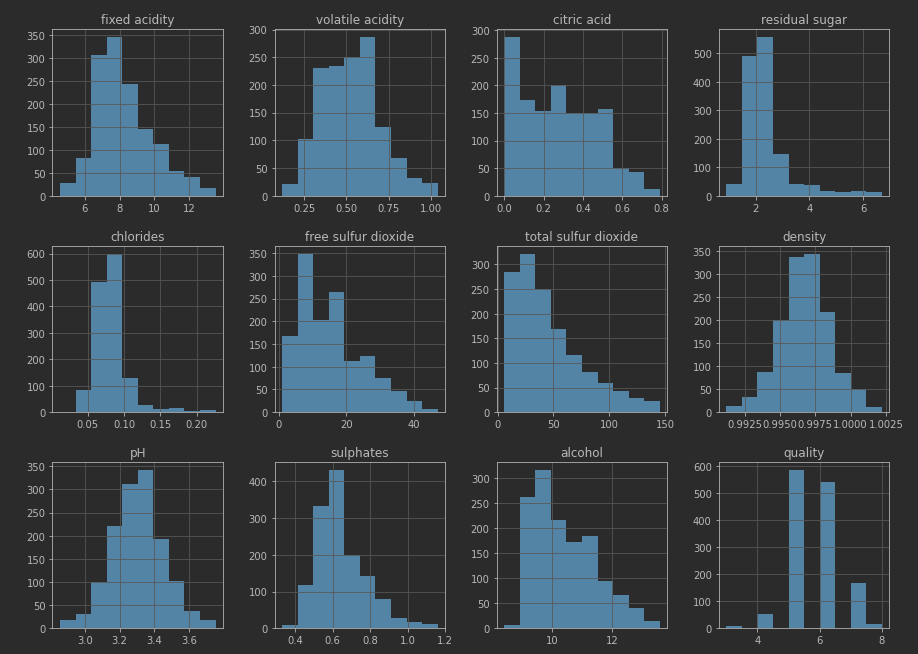 fixed acidity volatile acidity citric acid residual sugar
350 300 250 200 150 100 50 0
6 8 10 12
300 250 200 150 100 50 0
0.25 0.50 0.75 1.00
300 250 200 150 100 50 0
0.0 0.2 0.4 0.6 0.8
500 400 300 200 100 0
2 4 6
chlorides free sulfur dioxide total sulfur dioxide density
600 500 400 300 200 100 0
0.05 0.10 0.15 0.20
350 300 250 200 150 100 50 0
0 20 40
300 250 200 150 100 50 0
0 50 100 150
350 300 250 200 150 100 50 0
0.9925 0.9950 0.9975 1.0000 1.0025
pH sulphates alcohol quality
350 300 250 200 150 100 50 0
3.0 3.2 3.4 3.6
400 300 200 100 0
0.4 0.6 0.8 1.0 1.2
300 250 200 150 100 50 0
10 12
600 500 400 300 200 100 0
4 6 8